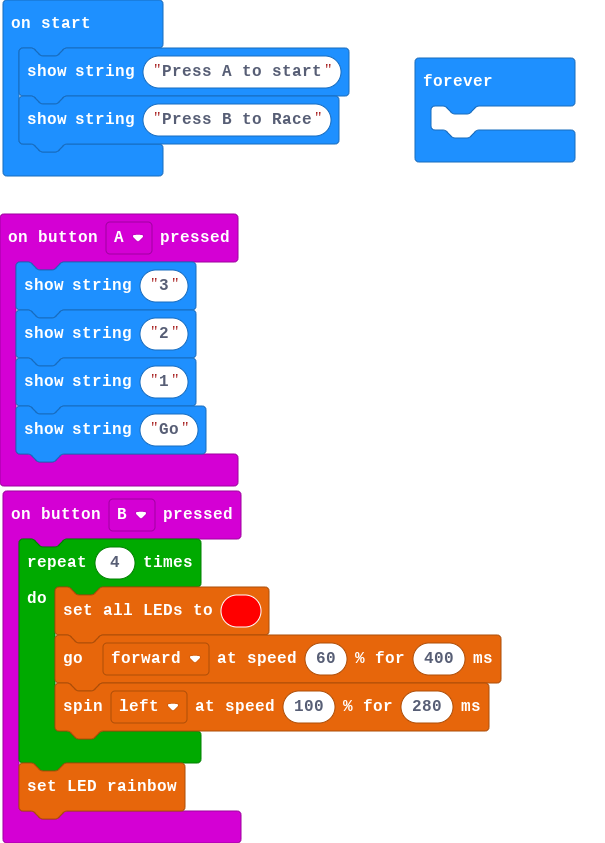 on start
show string "Press A to start"
show string "Press B to Race"
forever
on button A pressed
show string "3"
show string "2"
show string "1"
show string "Go"
on button B pressed
repeat 4 times
do
set all LEDs to
go forward at speed 60 % for 400 ms
spin left at speed 100 % for 280 ms
set LED rainbow